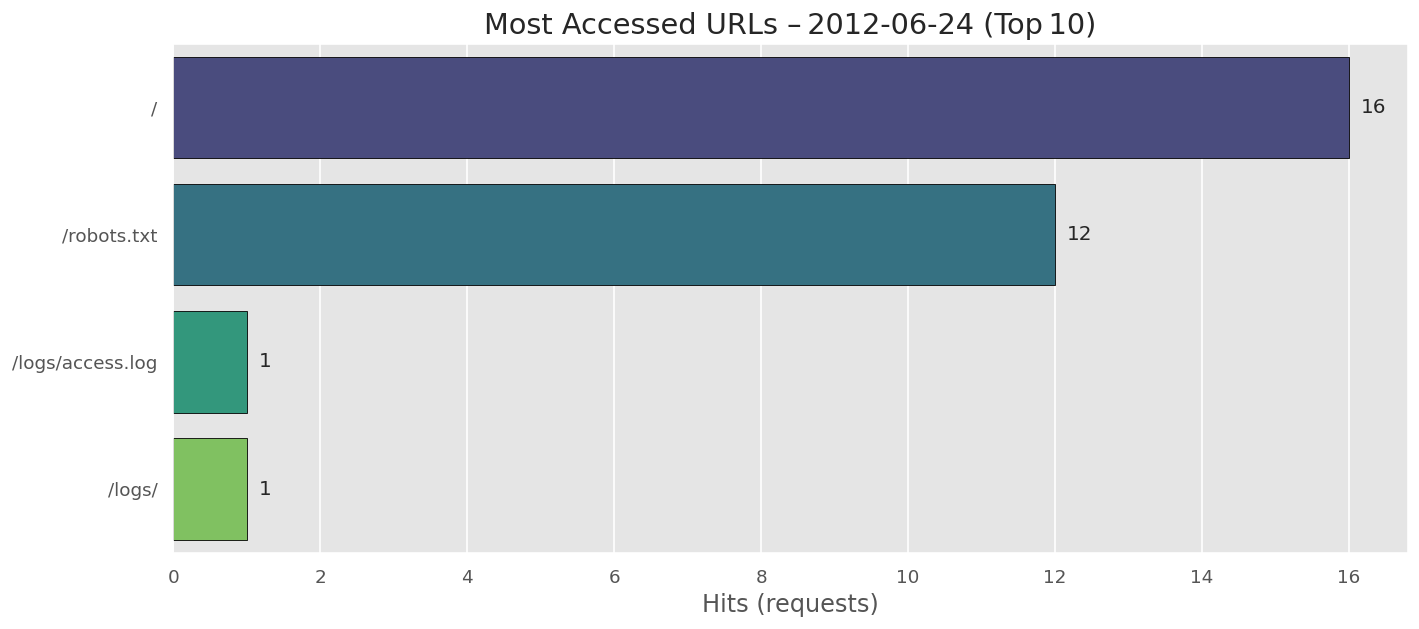 Most Accessed URLs – 2012-06-24 (Top 10)
/
16
/robots.txt
12
/logs/access.log
1
/logs/
1
0 2 4 6 8 10 12 14 16
Hits (requests)